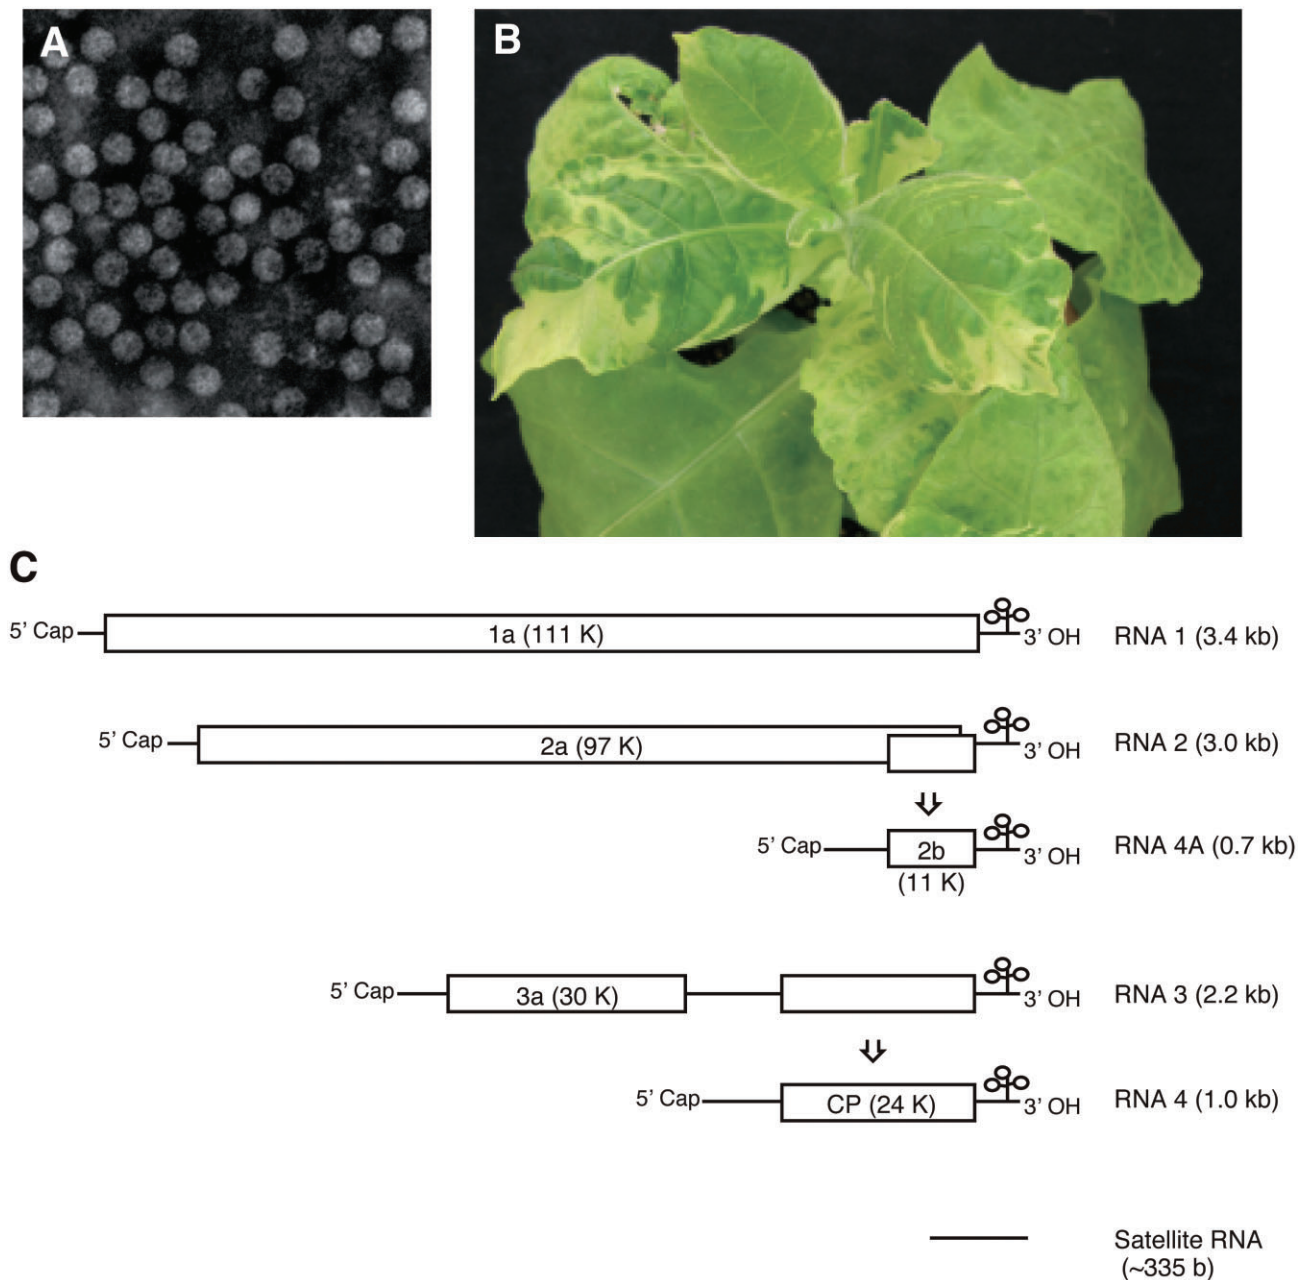 A
B
C
5’ Cap 1a (111 K) 3’ OH RNA 1 (3.4 kb)
5’ Cap 2a (97 K) 3’ OH RNA 2 (3.0 kb)
5’ Cap 2b 3’ OH RNA 4A (0.7 kb)
(11 K)
5’ Cap 3a (30 K) 3’ OH RNA 3 (2.2 kb)
5’ Cap CP (24 K) 3’ OH RNA 4 (1.0 kb)
Satellite RNA
(~335 b)